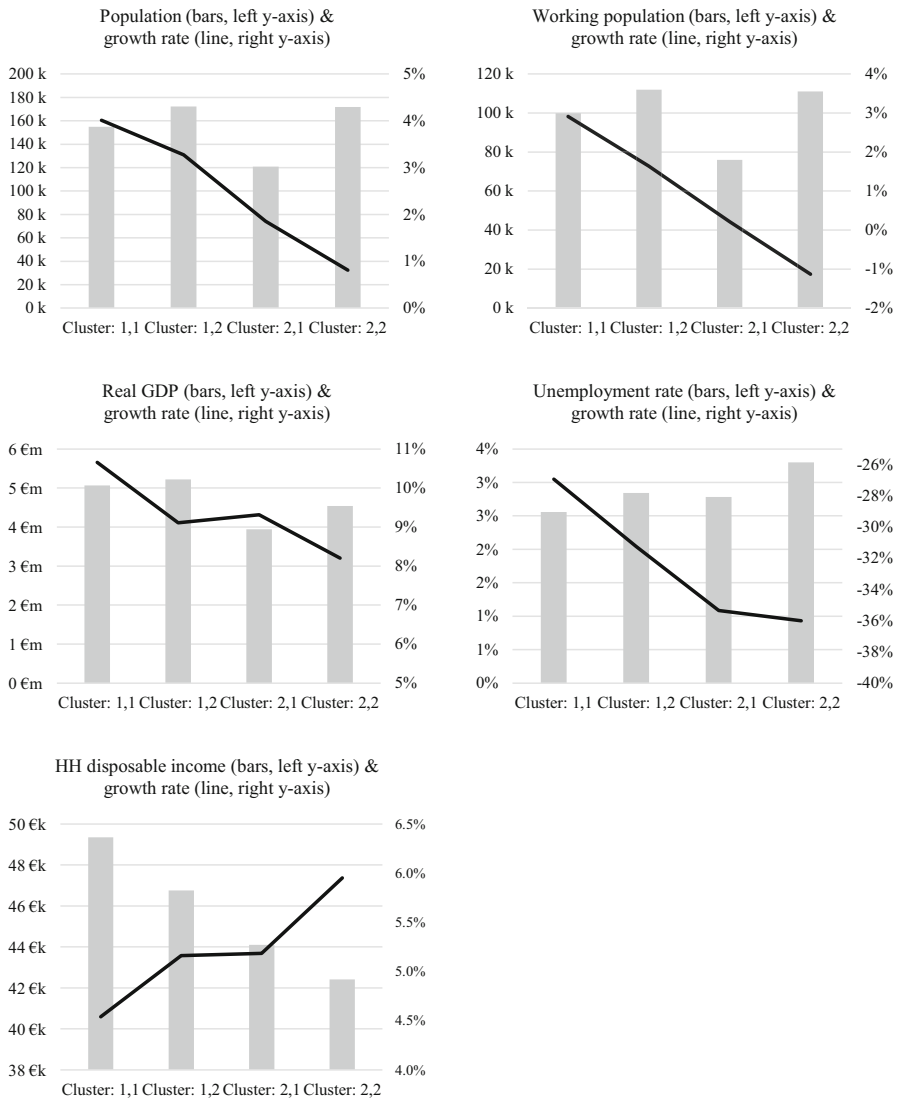 Population (bars, left y-axis) &
growth rate (line, right y-axis)
200 k
180 k
160 k
140 k
120 k
100 k
80 k
60 k
40 k
20 k
0 k
5%
4%
3%
2%
1%
0%
Cluster: 1,1 Cluster: 1,2 Cluster: 2,1 Cluster: 2,2
Working population (bars, left y-axis) &
growth rate (line, right y-axis)
120 k
100 k
80 k
60 k
40 k
20 k
0 k
4%
3%
2%
1%
0%
-1%
-2%
Cluster: 1,1 Cluster: 1,2 Cluster: 2,1 Cluster: 2,2
Real GDP (bars, left y-axis) &
growth rate (line, right y-axis)
6 €m
5 €m
4 €m
3 €m
2 €m
1 €m
0 €m
11%
10%
9%
8%
7%
6%
5%
Cluster: 1,1 Cluster: 1,2 Cluster: 2,1 Cluster: 2,2
Unemployment rate (bars, left y-axis) &
growth rate (line, right y-axis)
4%
3%
3%
2%
2%
1%
1%
0%
-26%
-28%
-30%
-32%
-34%
-36%
-38%
-40%
Cluster: 1,1 Cluster: 1,2 Cluster: 2,1 Cluster: 2,2
HH disposable income (bars, left y-axis) &
growth rate (line, right y-axis)
50 €k
48 €k
46 €k
44 €k
42 €k
40 €k
38 €k
6.5%
6.0%
5.5%
5.0%
4.5%
4.0%
Cluster: 1,1 Cluster: 1,2 Cluster: 2,1 Cluster: 2,2